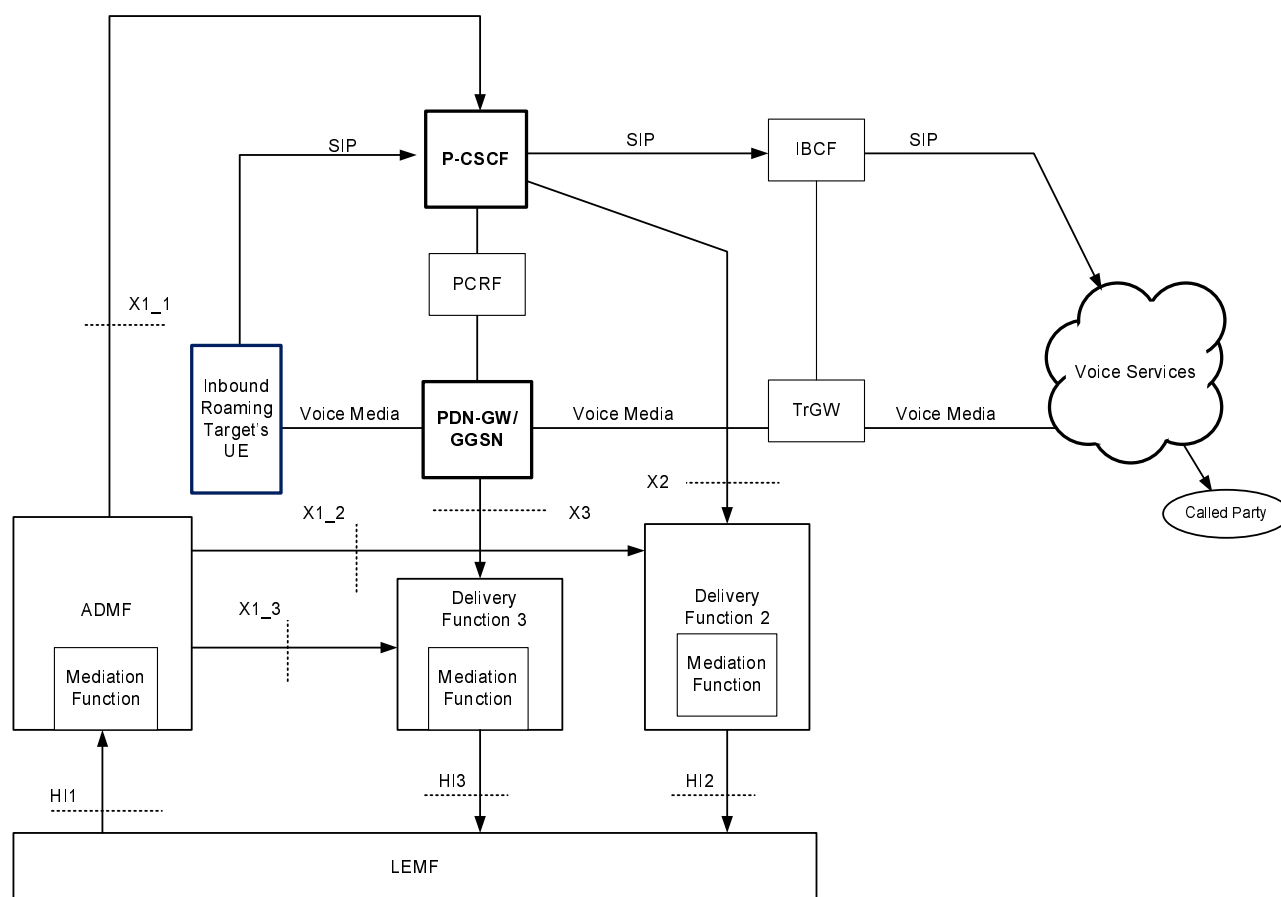 SIP
P-CSCF
SIP
IBCF
SIP
PCRF
X1_1
Inbound
Roaming
Target's
UE
Voice Media
PDN-GW/
GGSN
Voice Media
TrGW
Voice Media
Voice Services
X2
X1_2
X3
Called Party
ADMF
X1_3
Delivery
Function 3
Delivery
Function 2
Mediation
Function
Mediation
Function
Mediation
Function
HI1
HI3
HI2
LEMF